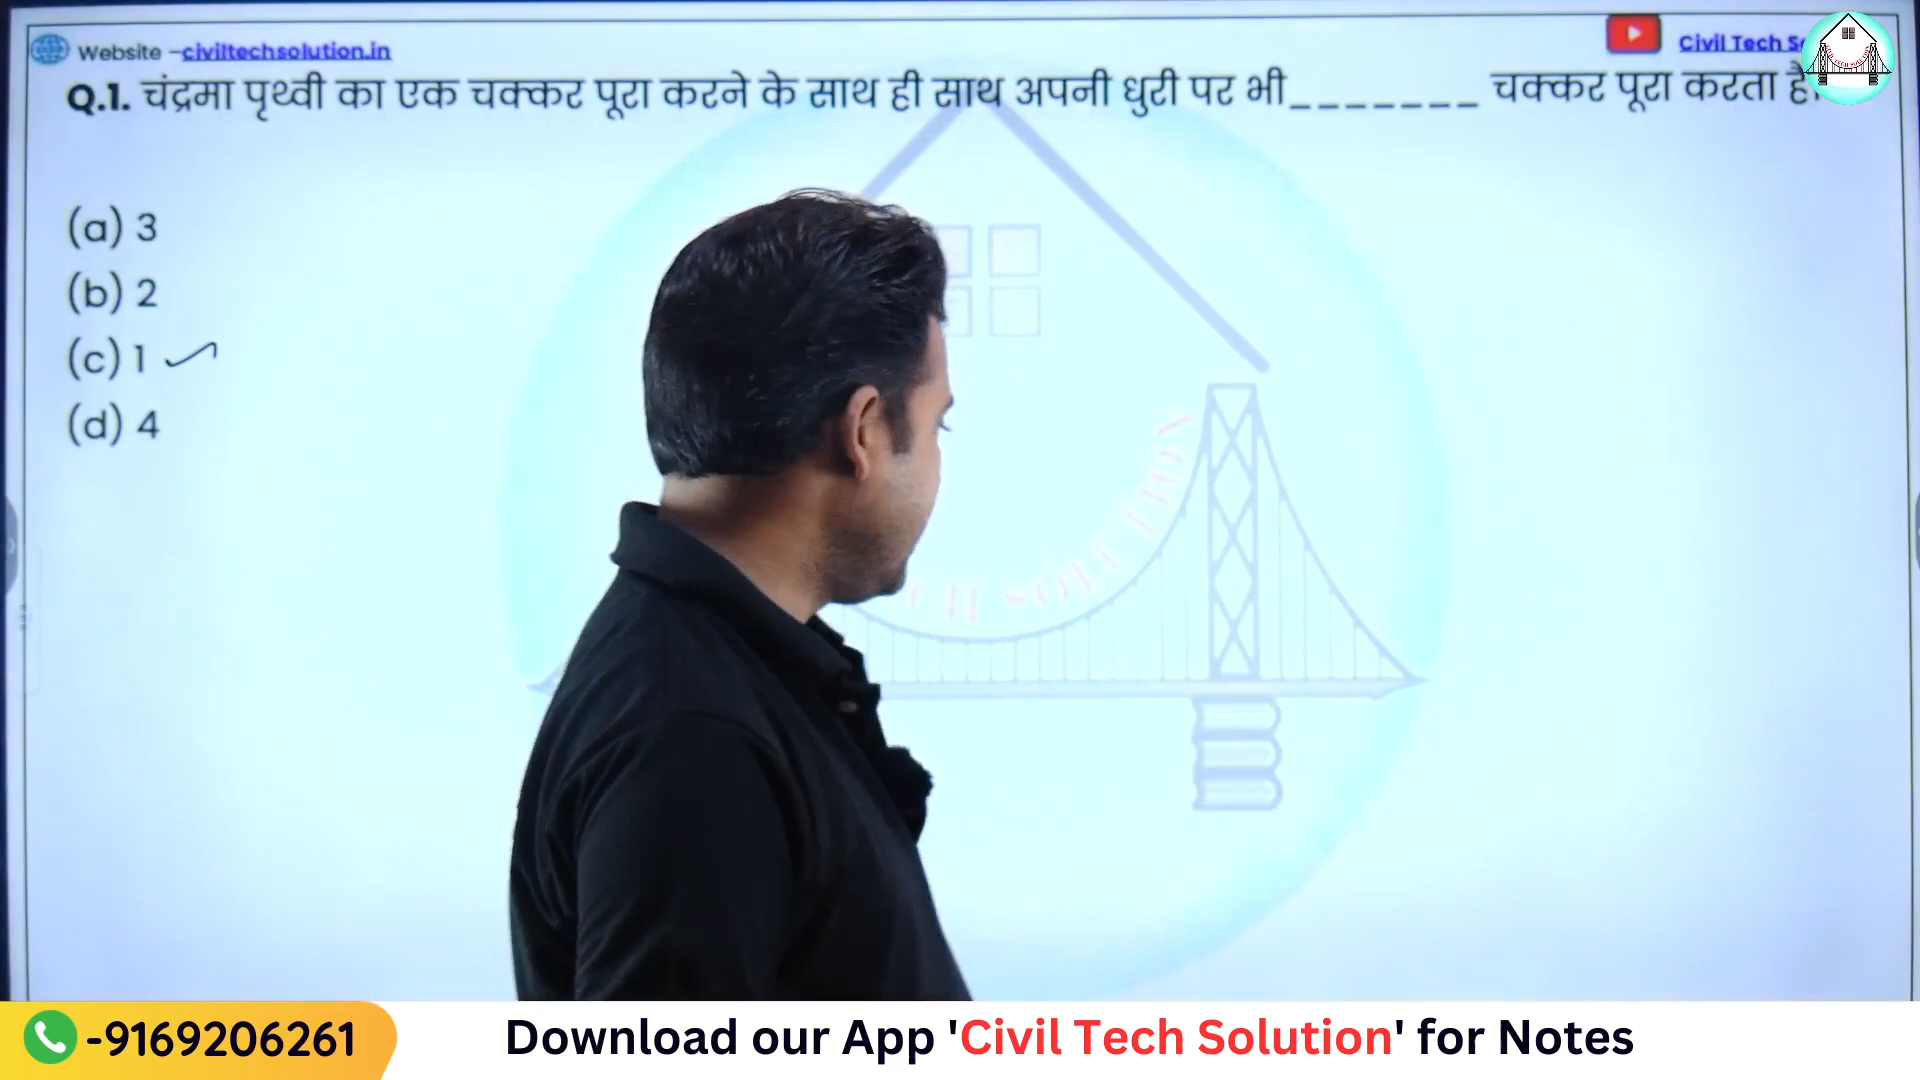 Website –civiltechsolution.in
Civil Tech S
Q.1. चंद्रमा पृथ्वी का एक चक्कर पूरा करने के साथ ही साथ अपनी धुरी पर भी_______ चक्कर पूरा करता है।
(a) 3
(b) 2
(c) 1
(d) 4
-9169206261
Download our App 'Civil Tech Solution' for Notes